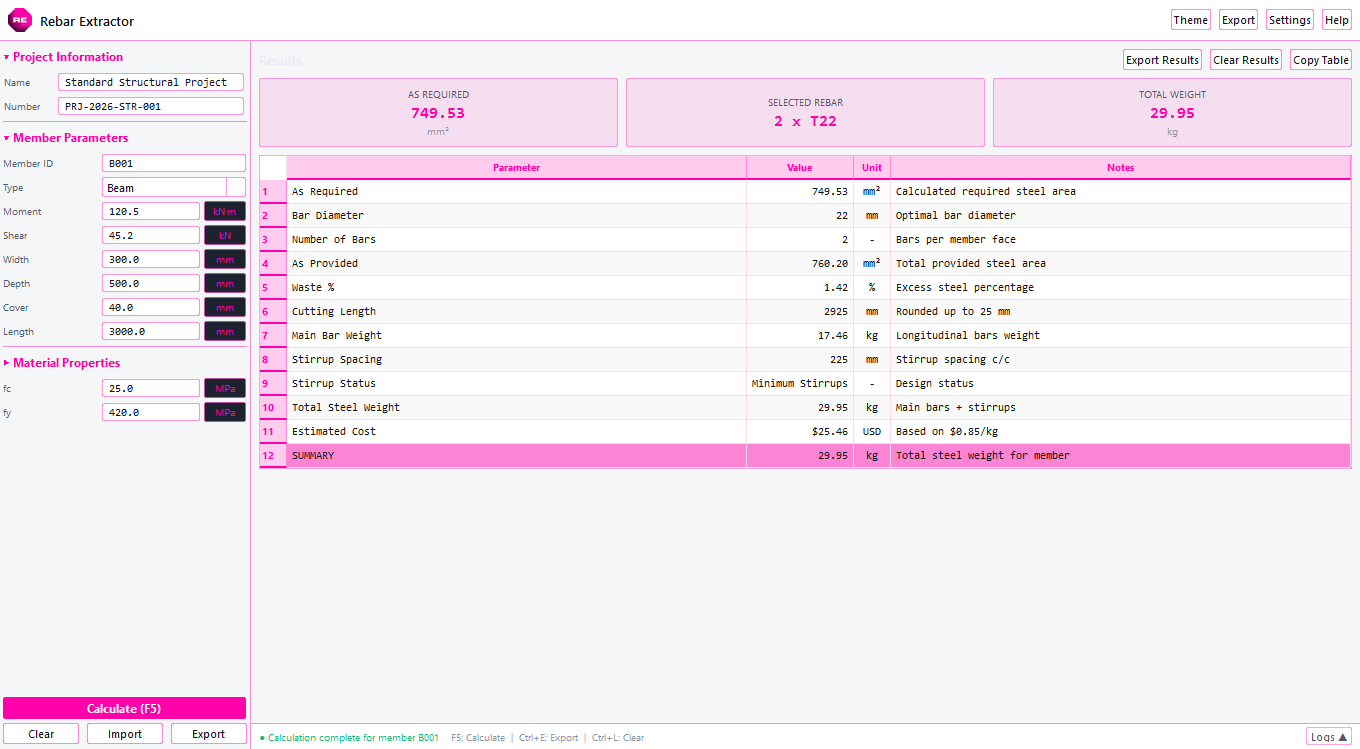 RE Rebar Extractor Theme Export Settings Help
▾ Project Information
Name Standard Structural Project
Number PRJ-2026-STR-001
▾ Member Parameters
Member ID B001
Type Beam
Moment 120.5 kN·m
Shear 45.2 kN
Width 300.0 mm
Depth 500.0 mm
Cover 40.0 mm
Length 3000.0 mm
▸ Material Properties
fc 25.0 MPa
fy 420.0 MPa
Calculate (F5)
Clear Import Export
Results Export Results Clear Results Copy Table
AS REQUIRED
749.53
mm²
SELECTED REBAR
2 x T22
TOTAL WEIGHT
29.95
kg
Parameter Value Unit Notes
1 As Required 749.53 mm² Calculated required steel area
2 Bar Diameter 22 mm Optimal bar diameter
3 Number of Bars 2 - Bars per member face
4 As Provided 760.20 mm² Total provided steel area
5 Waste % 1.42 % Excess steel percentage
6 Cutting Length 2925 mm Rounded up to 25 mm
7 Main Bar Weight 17.46 kg Longitudinal bars weight
8 Stirrup Spacing 225 mm Stirrup spacing c/c
9 Stirrup Status Minimum Stirrups - Design status
10 Total Steel Weight 29.95 kg Main bars + stirrups
11 Estimated Cost $25.46 USD Based on $0.85/kg
12 SUMMARY 29.95 kg Total steel weight for member
● Calculation complete for member B001 F5: Calculate | Ctrl+E: Export | Ctrl+L: Clear Logs ▲